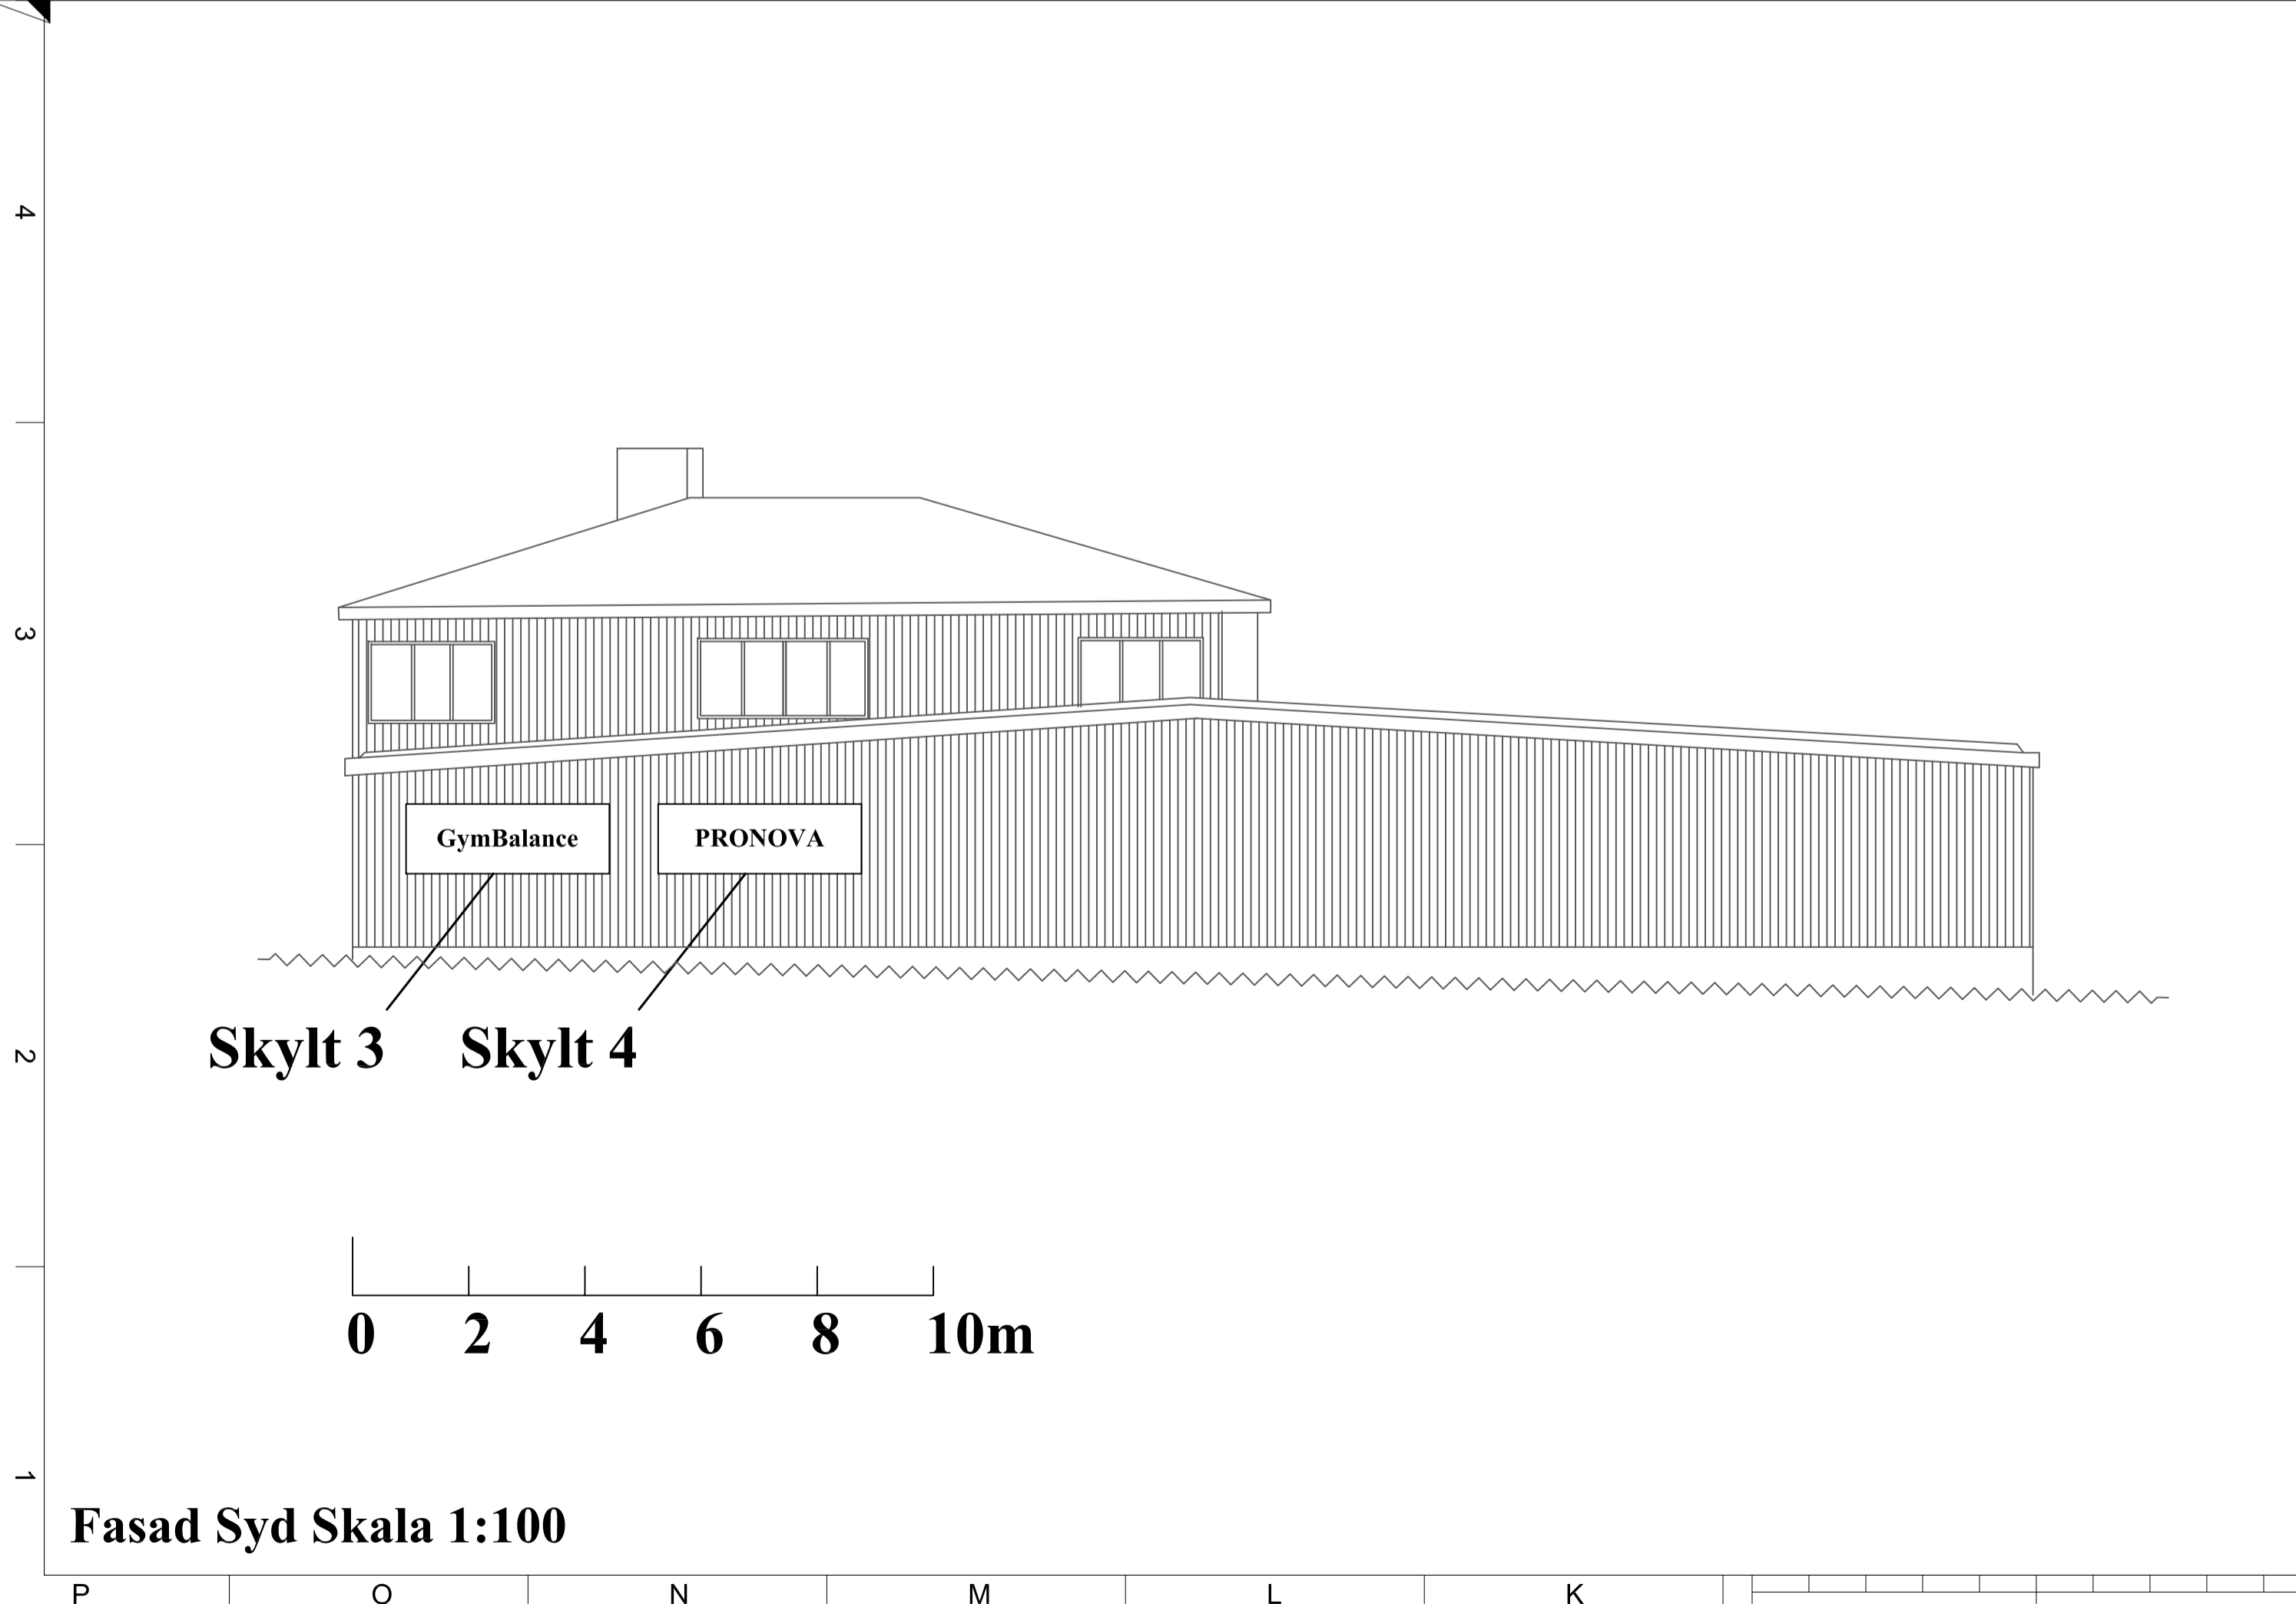 4
3
GymBalance PRONOVA
Skylt 3 Skylt 4
2
0 2 4 6 8 10m
1
Fasad Syd Skala 1:100
P O N M L K